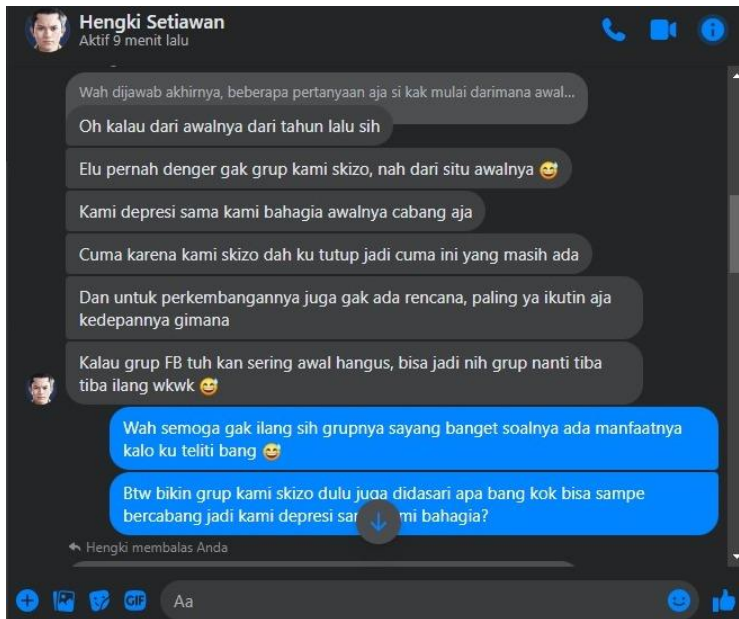 Hengki Setiawan
Aktif 9 menit lalu
Wah dijawab akhirnya, beberapa pertanyaan aja si kak mulai darimana awal...
Oh kalau dari awalnya dari tahun lalu sih
Elu pernah denger gak grup kami skizo, nah dari situ awalnya 😅
Kami depresi sama kami bahagia awalnya cabang aja
Cuma karena kami skizo dah ku tutup jadi cuma ini yang masih ada
Dan untuk perkembangannya juga gak ada rencana, paling ya ikutin aja
kedepannya gimana
Kalau grup FB tuh kan sering awal hangus, bisa jadi nih grup nanti tiba
tiba ilang wkwk 😅
Wah semoga gak ilang sih grupnya sayang banget soalnya ada manfaatnya
kalo ku teliti bang 😅
Btw bikin grup kami skizo dulu juga didasari apa bang kok bisa sampe
bercabang jadi kami depresi bahagia?
Hengki membalas Anda
GIF
Aa